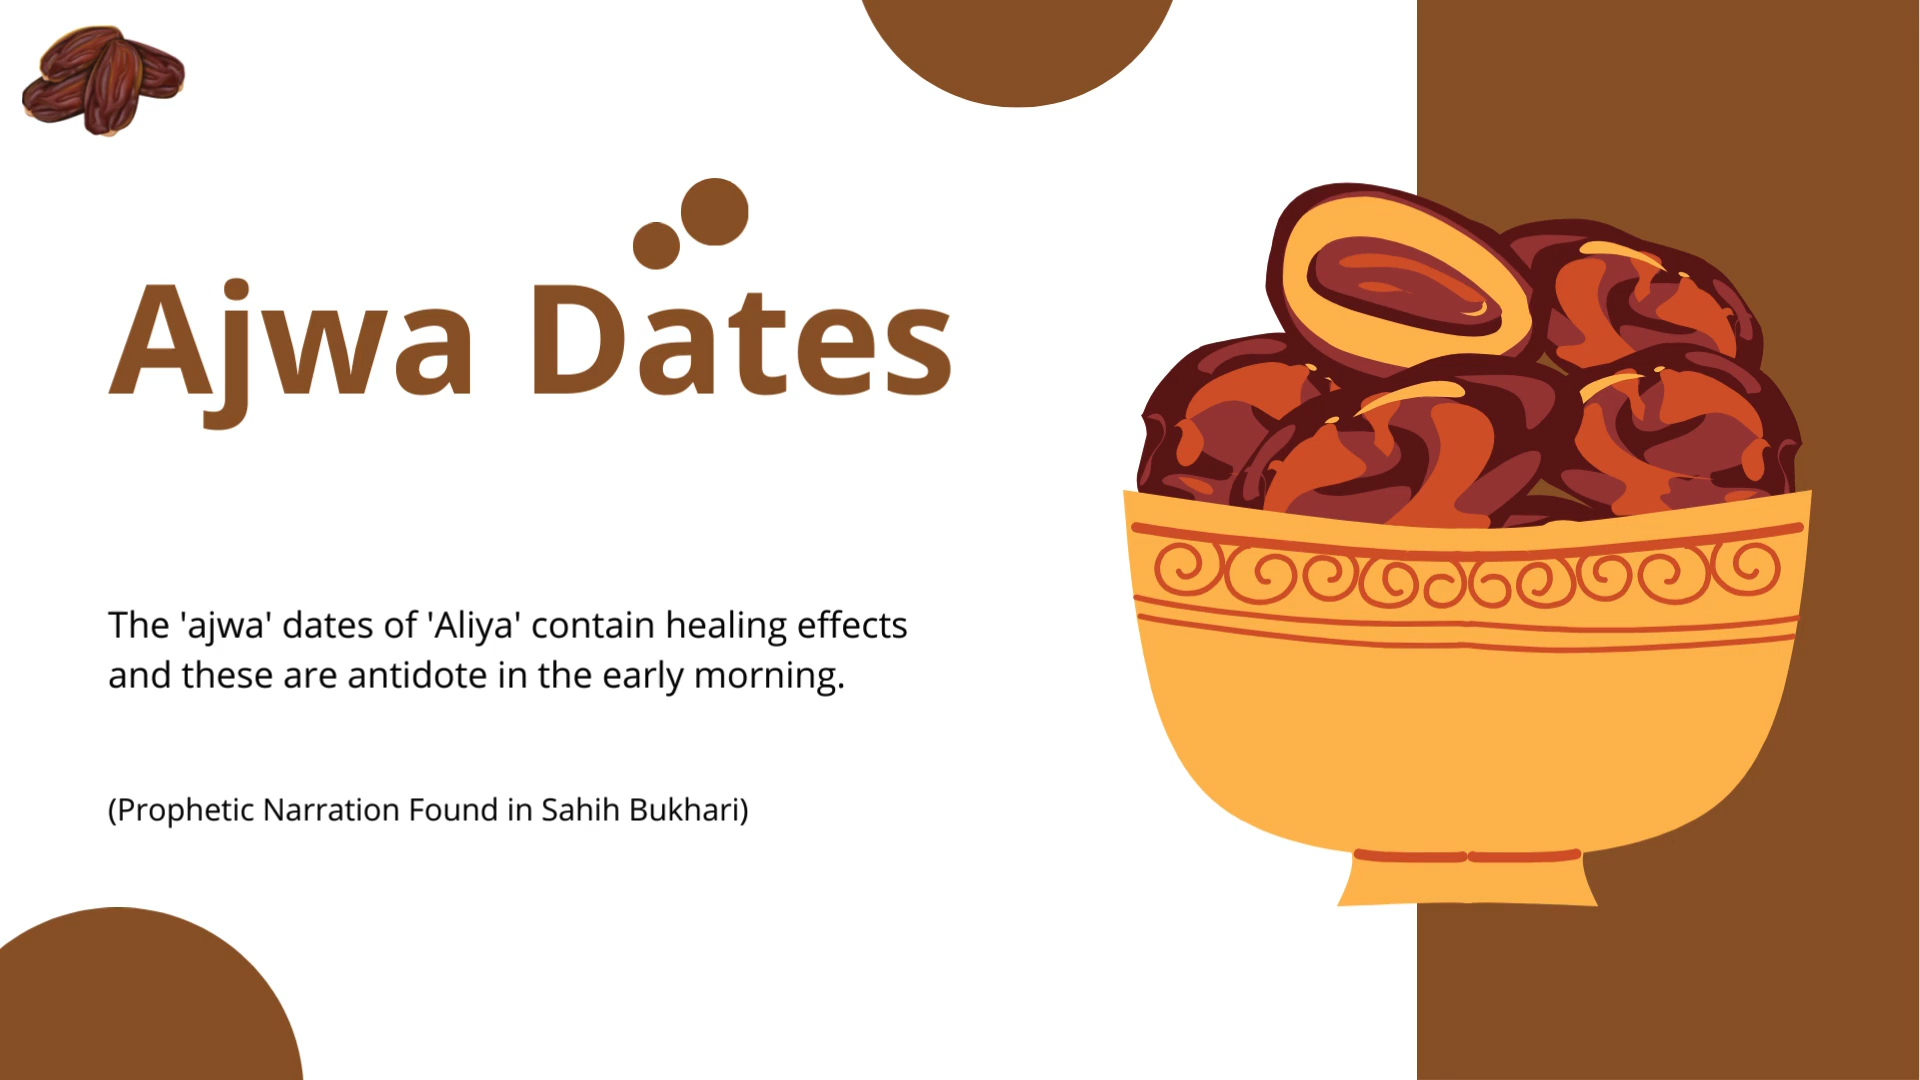 Ajwa Dates
The 'ajwa' dates of 'Aliya' contain healing effects
and these are antidote in the early morning.
(Prophetic Narration Found in Sahih Bukhari)